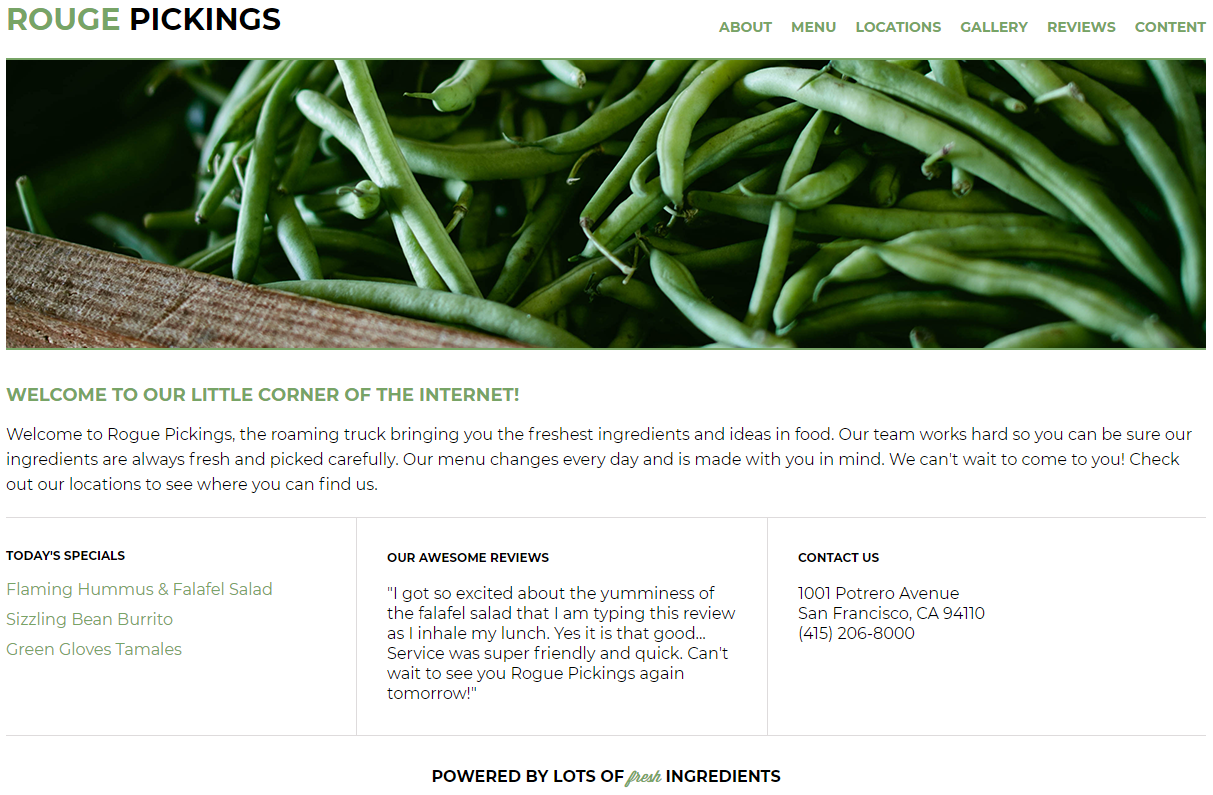 ROUGE PICKINGS
ABOUT MENU LOCATIONS GALLERY REVIEWS CONTENT
WELCOME TO OUR LITTLE CORNER OF THE INTERNET!
Welcome to Rogue Pickings, the roaming truck bringing you the freshest ingredients and ideas in food. Our team works hard so you can be sure our
ingredients are always fresh and picked carefully. Our menu changes every day and is made with you in mind. We can't wait to come to you! Check
out our locations to see where you can find us.
TODAY'S SPECIALS
Flaming Hummus & Falafel Salad
Sizzling Bean Burrito
Green Gloves Tamales
OUR AWESOME REVIEWS
"I got so excited about the yumminess of
the falafel salad that I am typing this review
as I inhale my lunch. Yes it is that good...
Service was super friendly and quick. Can't
wait to see you Rogue Pickings again
tomorrow!"
CONTACT US
1001 Potrero Avenue
San Francisco, CA 94110
(415) 206-8000
POWERED BY LOTS OF fresh INGREDIENTS